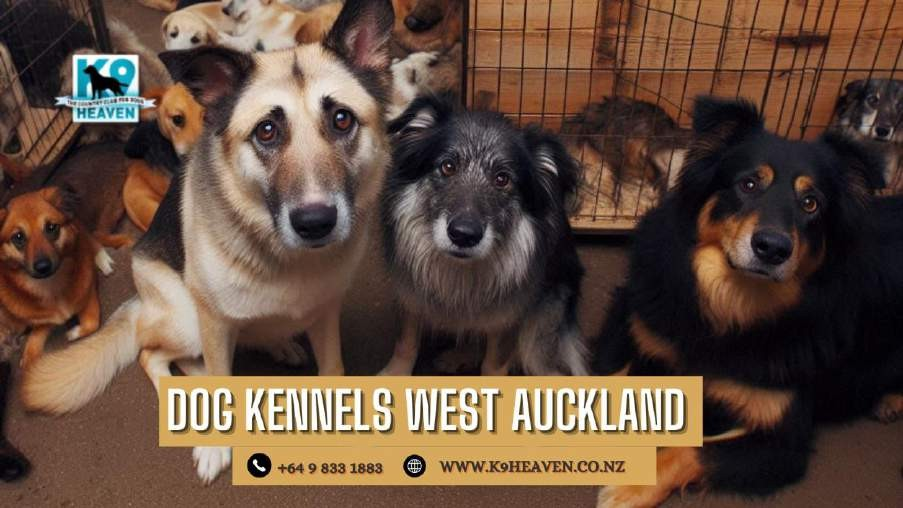 K9
THE COUNTRY CLUB FOR DOGS
HEAVEN
DOG KENNELS WEST AUCKLAND
+64 9 833 1883
WWW.K9HEAVEN.CO.NZ